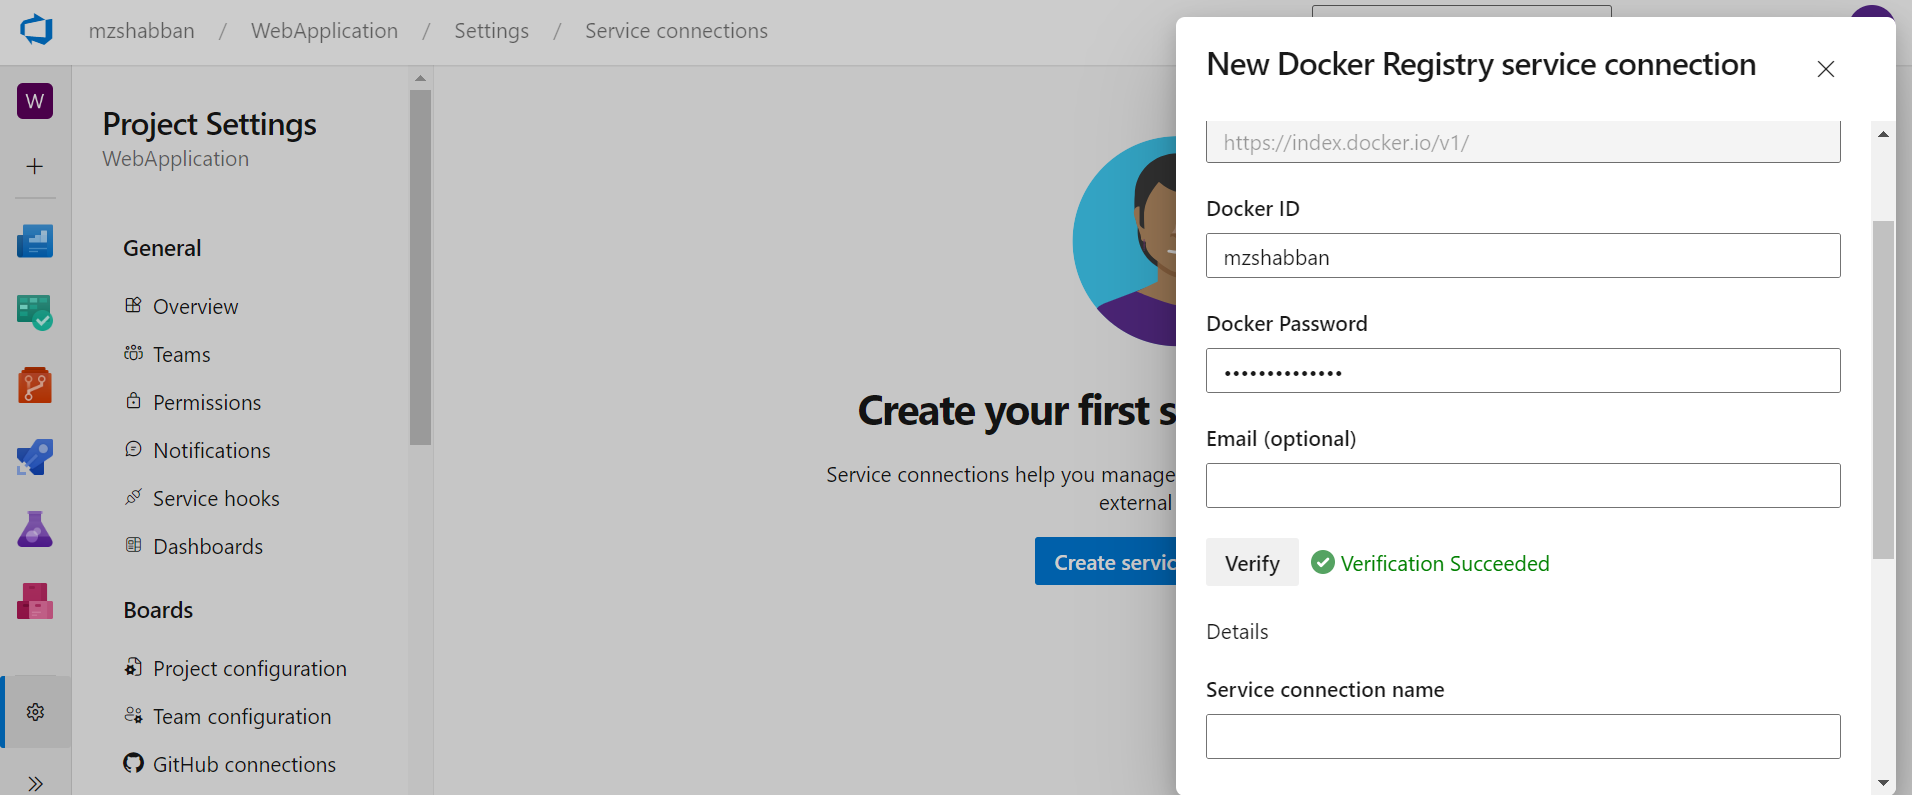 mzshabban / WebApplication / Settings / Service connections
W
Project Settings
WebApplication
General
Overview
Teams
Permissions
Notifications
Service hooks
Dashboards
Boards
Project configuration
Team configuration
GitHub connections
Create your first s
Service connections help you manage
external
Create servic
New Docker Registry service connection
https://index.docker.io/v1/
Docker ID
mzshabban
Docker Password
••••••••••••••
Email (optional)
Verify Verification Succeeded
Details
Service connection name